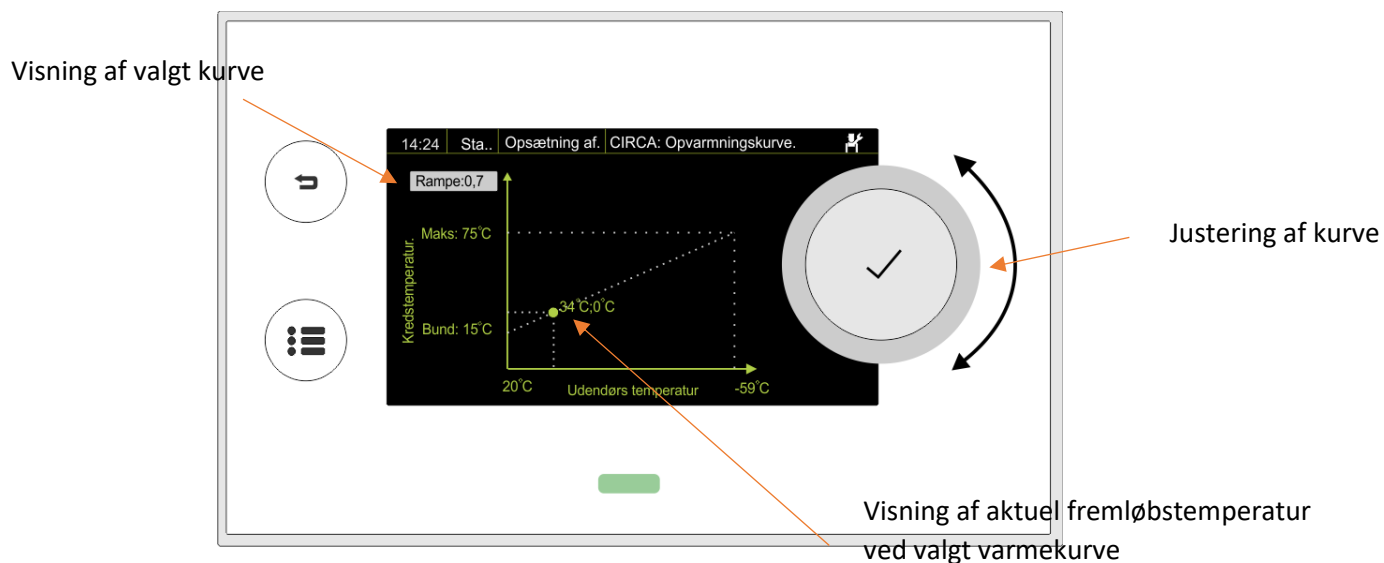 Visning af valgt kurve
14:24 Sta.. Opsætning af. CIRCA: Opvarmningskurve.
Rampe:0,7
Maks: 75°C
Kredstemperatur.
34°C;0°C
Bund: 15°C
20°C Udendørs temperatur -59°C
Justering af kurve
Visning af aktuel fremløbstemperatur
ved valgt varmekurve